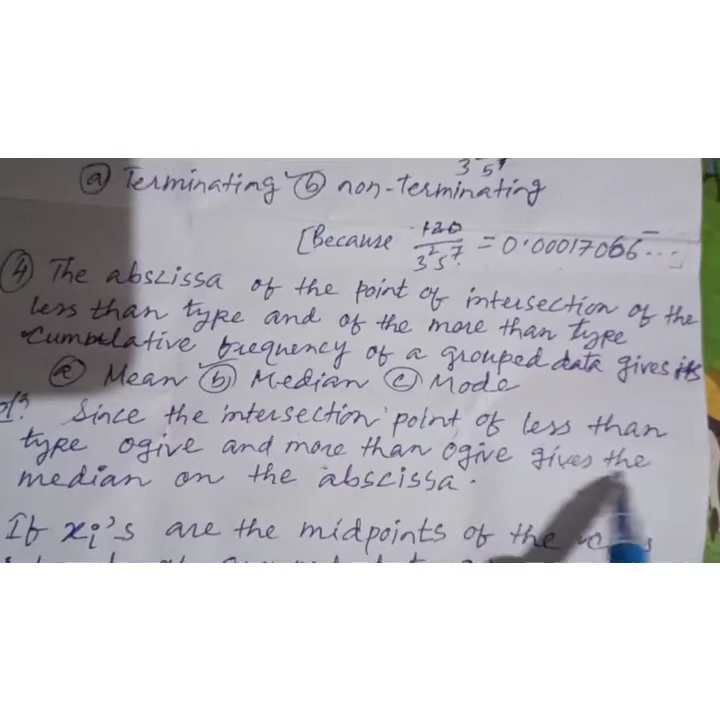 3 5⁷
(a) Terminating (b) non-terminating
[Because 120/3²5⁷ = 0.00017066...]
(4) The abscissa of the point of intersection of the
less than type and of the more than type
cumulative frequency of a grouped data gives its
(a) Mean (b) Median (c) Mode
Since the intersection point of less than
type ogive and more than ogive gives the
median on the abscissa.
If xi's are the midpoints of the